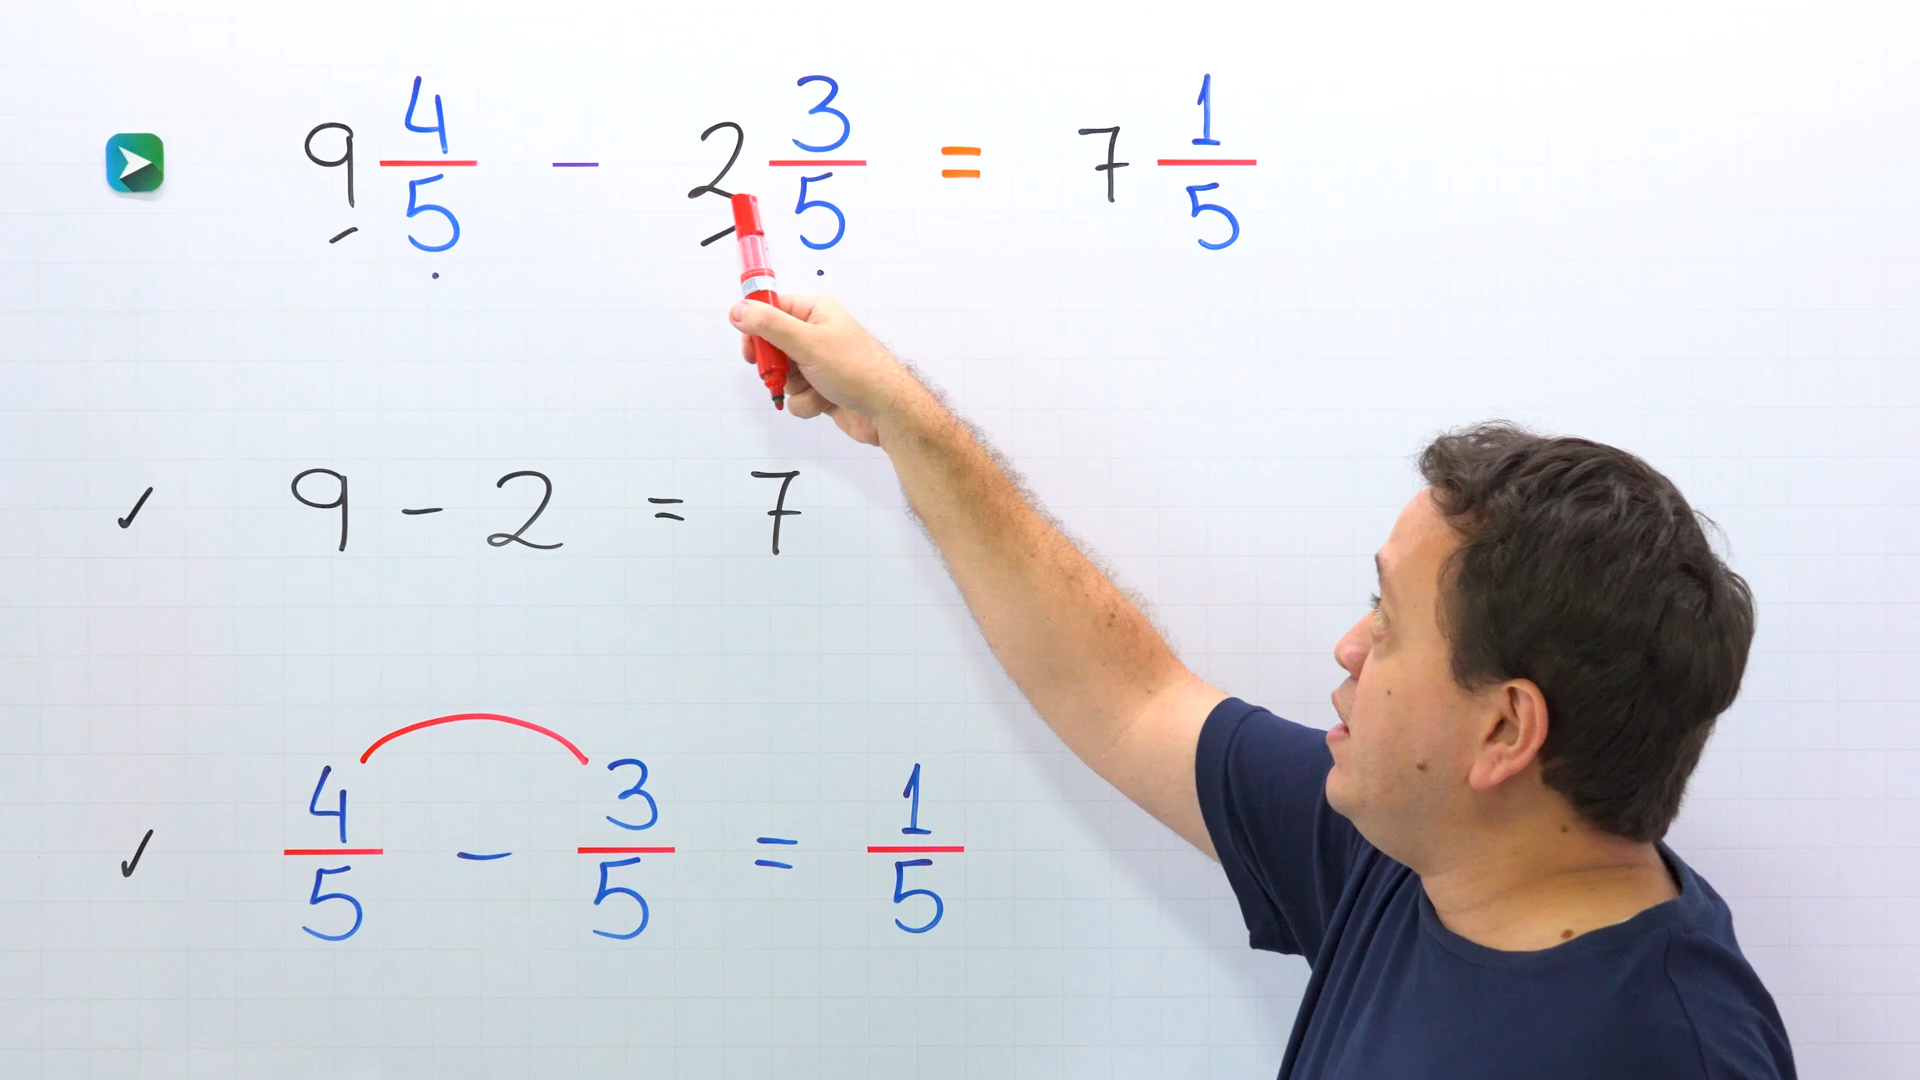 9 4/5 - 2 3/5 = 7 1/5
✓ 9 - 2 = 7
✓ 4/5 - 3/5 = 1/5